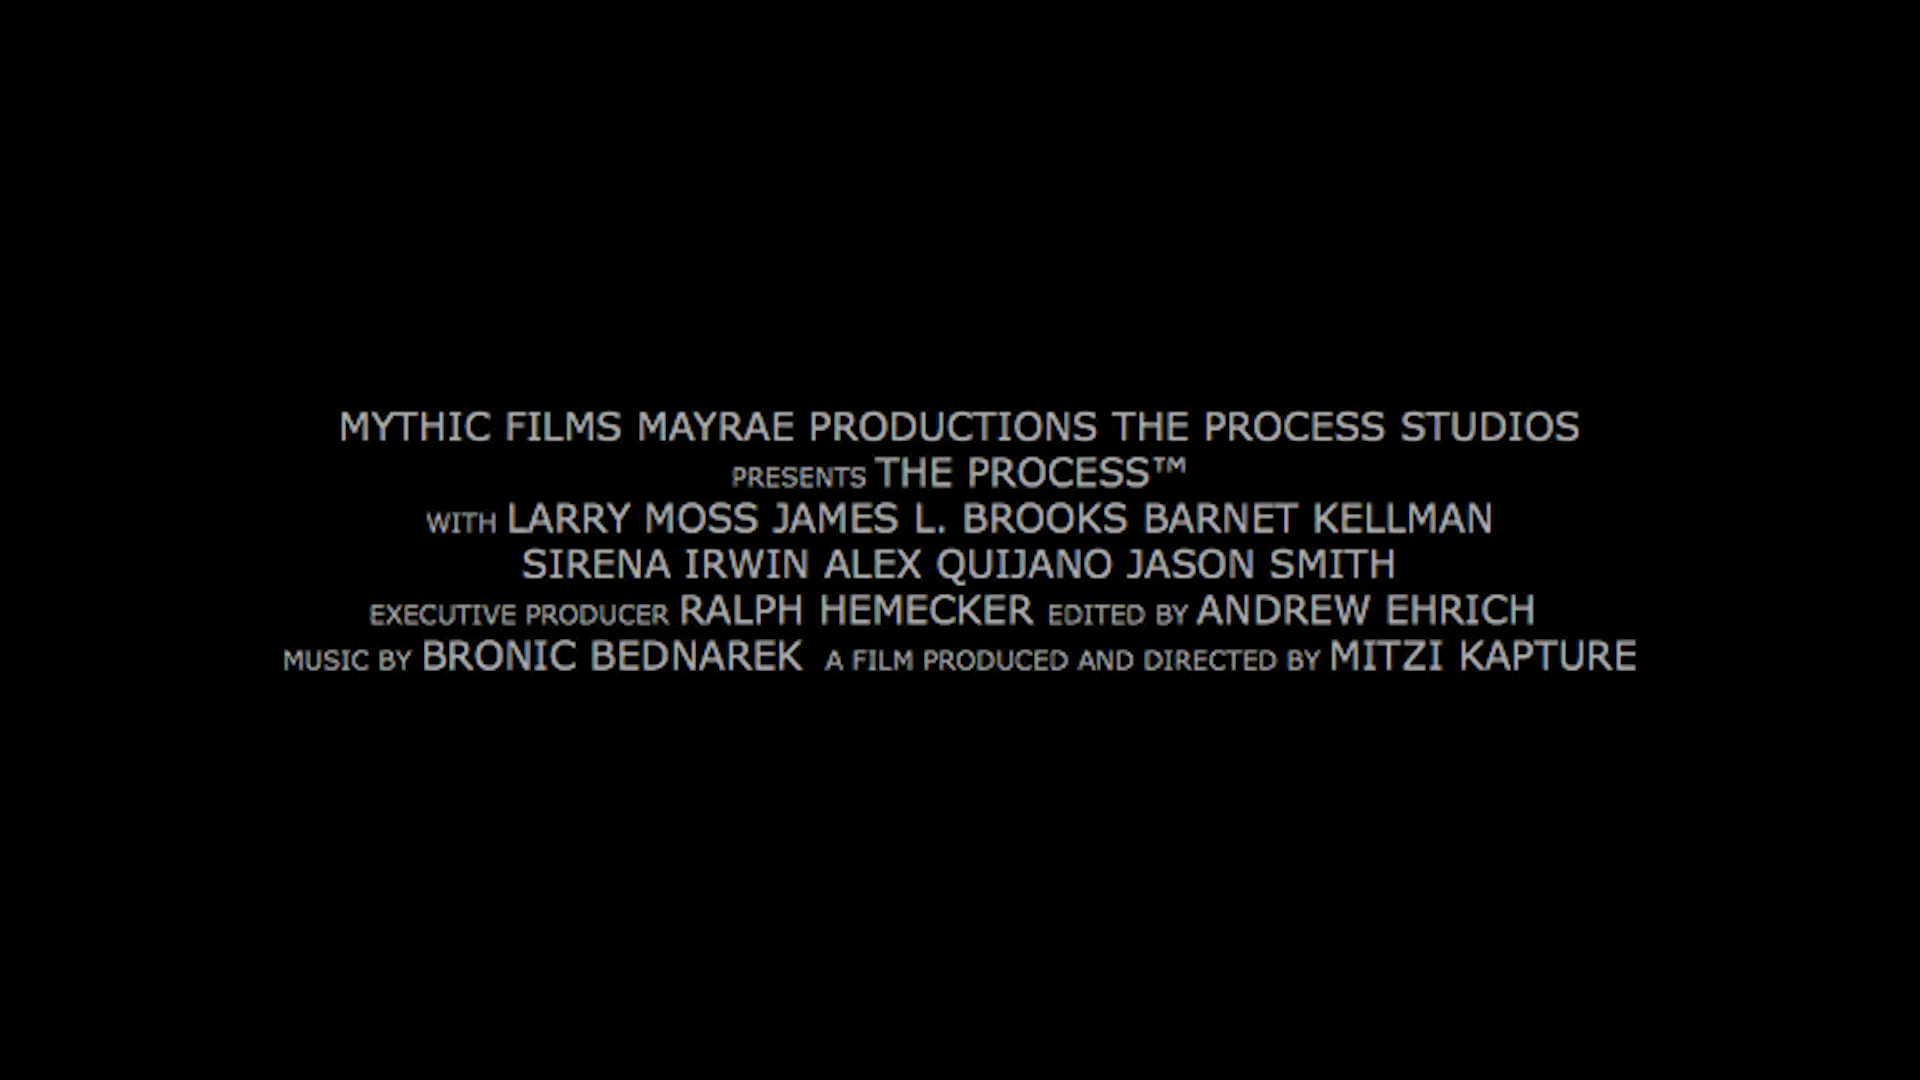 MYTHIC FILMS MAYRAE PRODUCTIONS THE PROCESS STUDIOS
PRESENTS THE PROCESS™
WITH LARRY MOSS JAMES L. BROOKS BARNET KELLMAN
SIRENA IRWIN ALEX QUIJANO JASON SMITH
EXECUTIVE PRODUCER RALPH HEMECKER EDITED BY ANDREW EHRICH
MUSIC BY BRONIC BEDNAREK A FILM PRODUCED AND DIRECTED BY MITZI KAPTURE